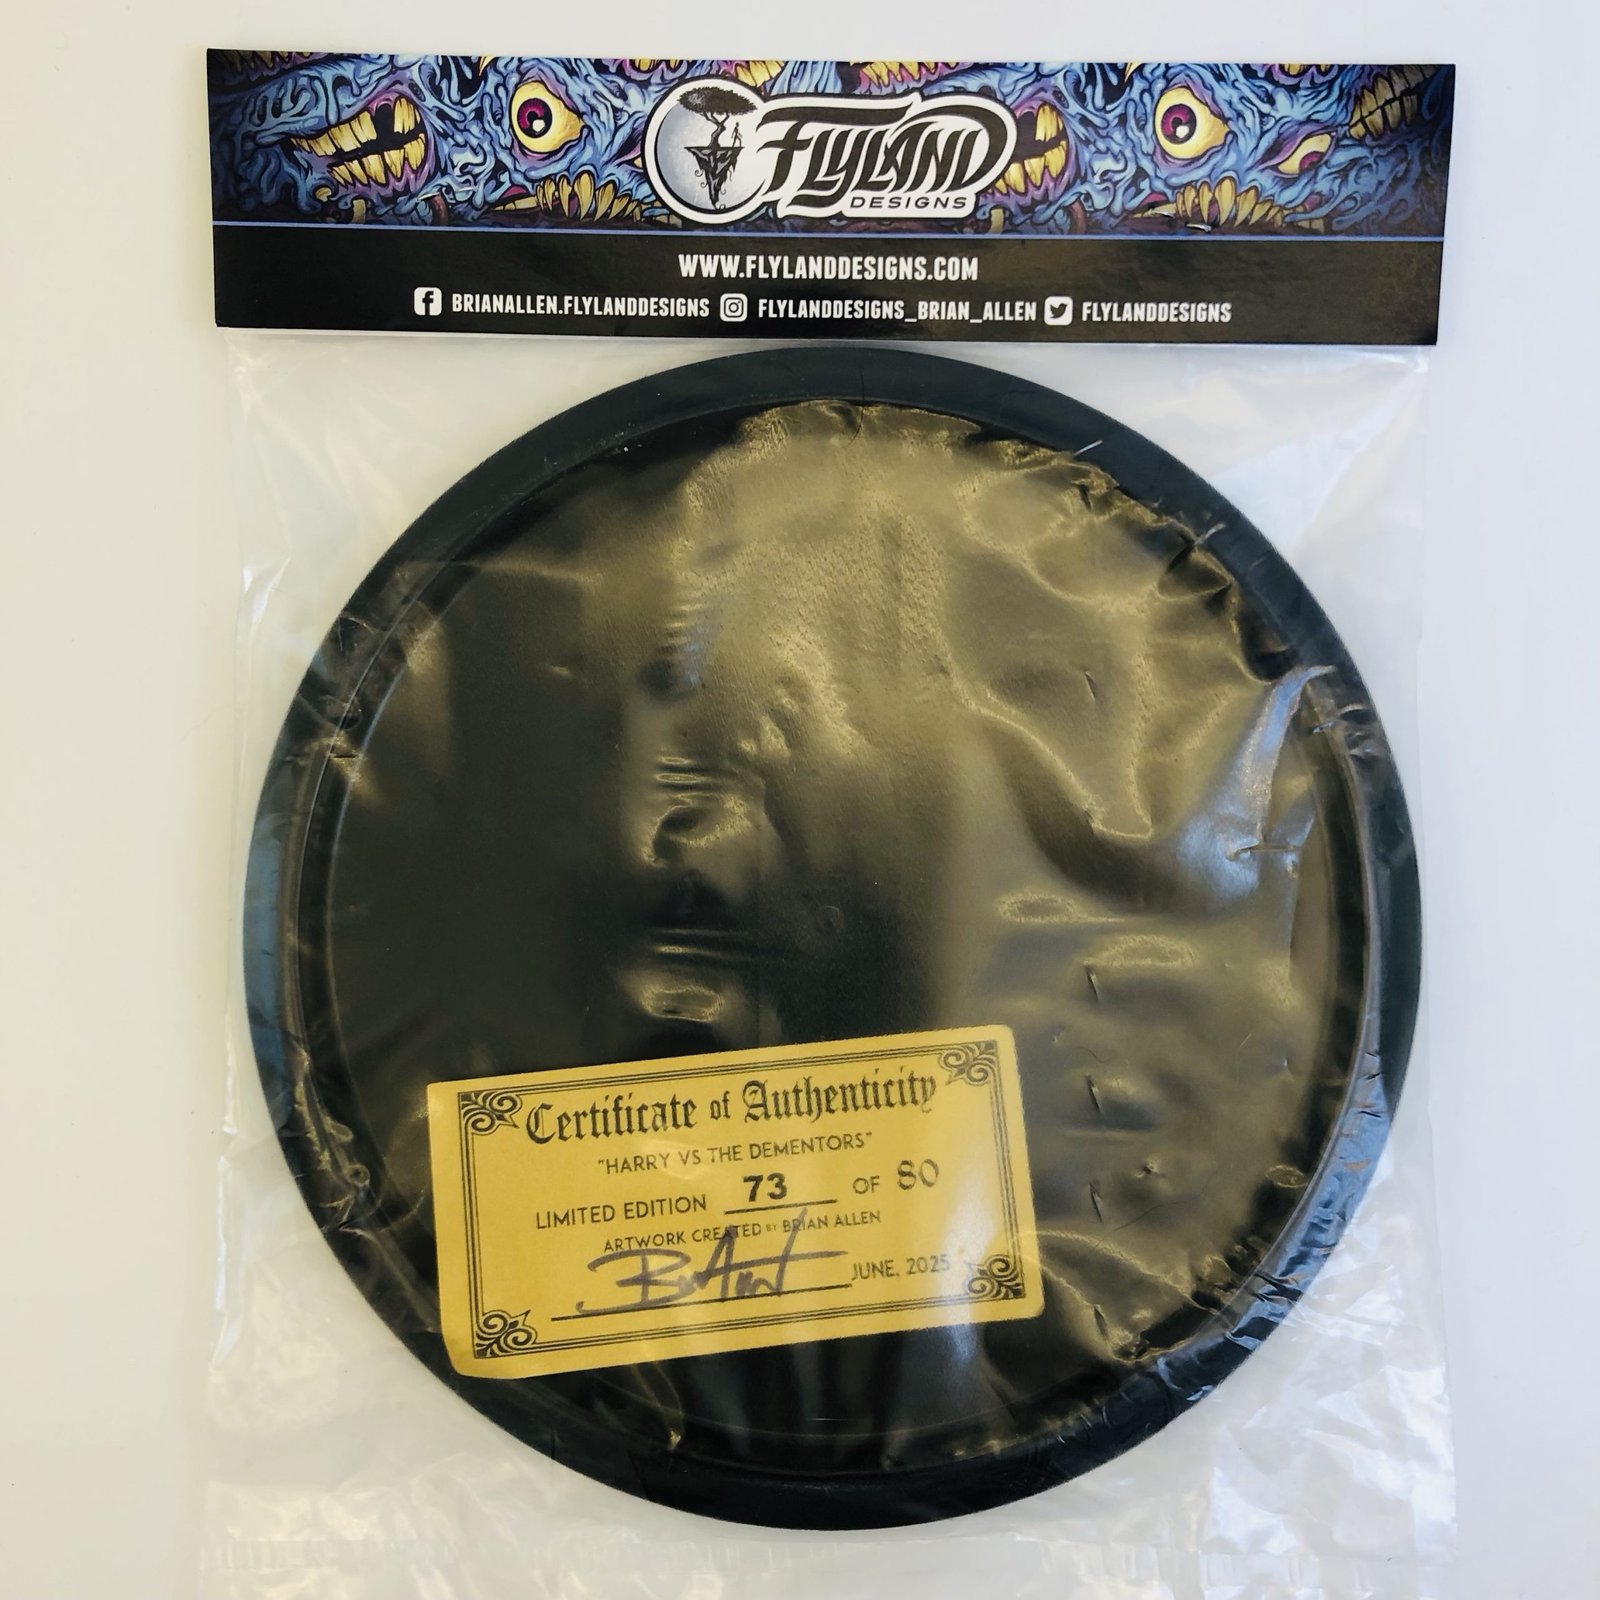 FLYLAND
DESIGNS
WWW.FLYLANDDESIGNS.COM
BRIANALLEN.FLYLANDDESIGNS FLYLANDDESIGNS_BRIAN_ALLEN FLYLANDDESIGNS
Certificate of Authenticity
"HARRY VS THE DEMENTORS"
LIMITED EDITION 73 OF 80
ARTWORK CREATED BY BRIAN ALLEN
JUNE, 2025